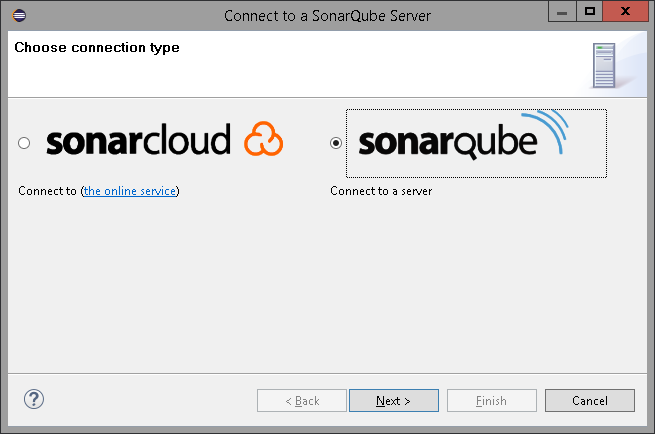 Connect to a SonarQube Server
Choose connection type
sonarcloud
sonarqube
Connect to (the online service)
Connect to a server
?
< Back
Next >
Finish
Cancel